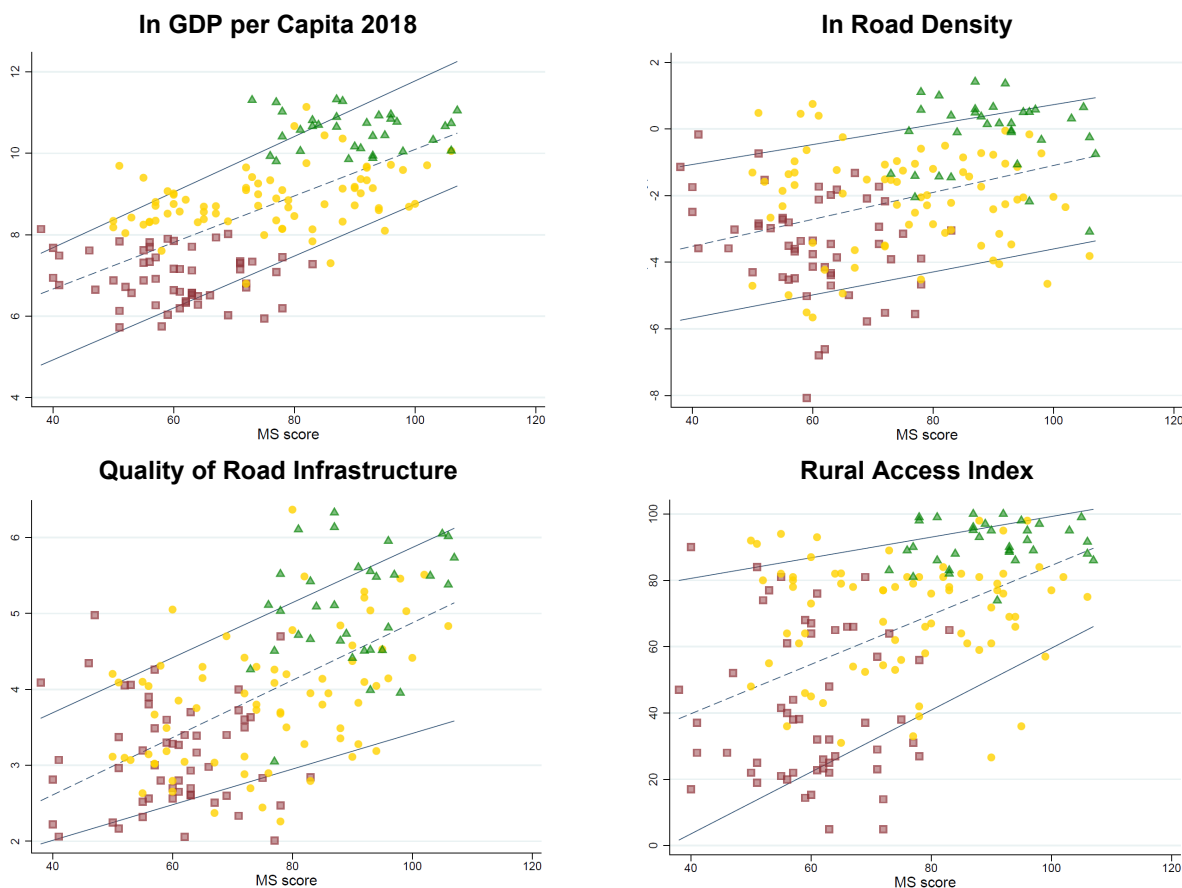 In GDP per Capita 2018
12
10
8
6
4
40 60 80 100 120
MS score
In Road Density
2
0
-2
-4
-6
-8
40 60 80 100 120
MS score
Quality of Road Infrastructure
6
5
4
3
2
40 60 80 100 120
MS score
Rural Access Index
100
80
60
40
20
0
40 60 80 100 120
MS score